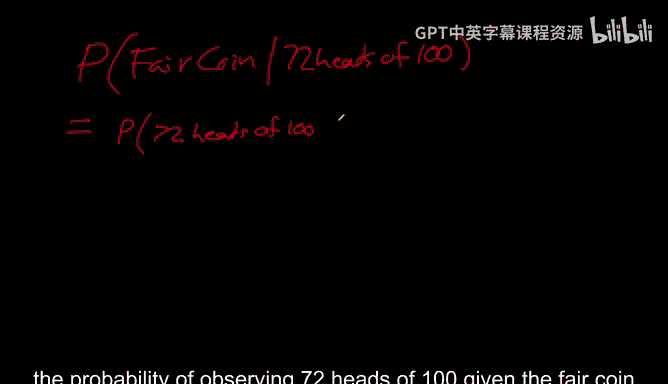 GPT中英字幕课程资源 bilibili
P(Fair Coin | 72 heads of 100)
= P(72 heads of 100
the probability of observing 72 heads of 100 given the fair coin